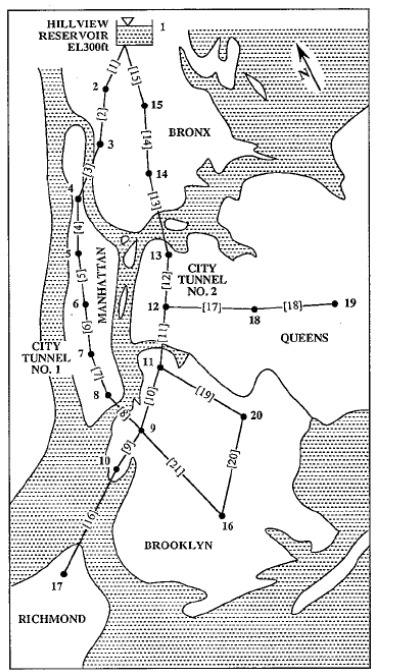 HILLVIEW
RESERVOIR
EL300ft
1
[1]
[15]
2
15
[2]
BRONX
[14]
3
[3]
14
[13]
4
[4]
N
5
13
CITY
TUNNEL
NO. 2
[12]
[5]
MANHATTAN
6
12
[17]
18
[18]
19
[6]
[11]
QUEENS
CITY
TUNNEL
NO. 1
7
11
[7]
[10]
[19]
8
[8]
20
9
[9]
[20]
10
[21]
[16]
16
BROOKLYN
17
RICHMOND